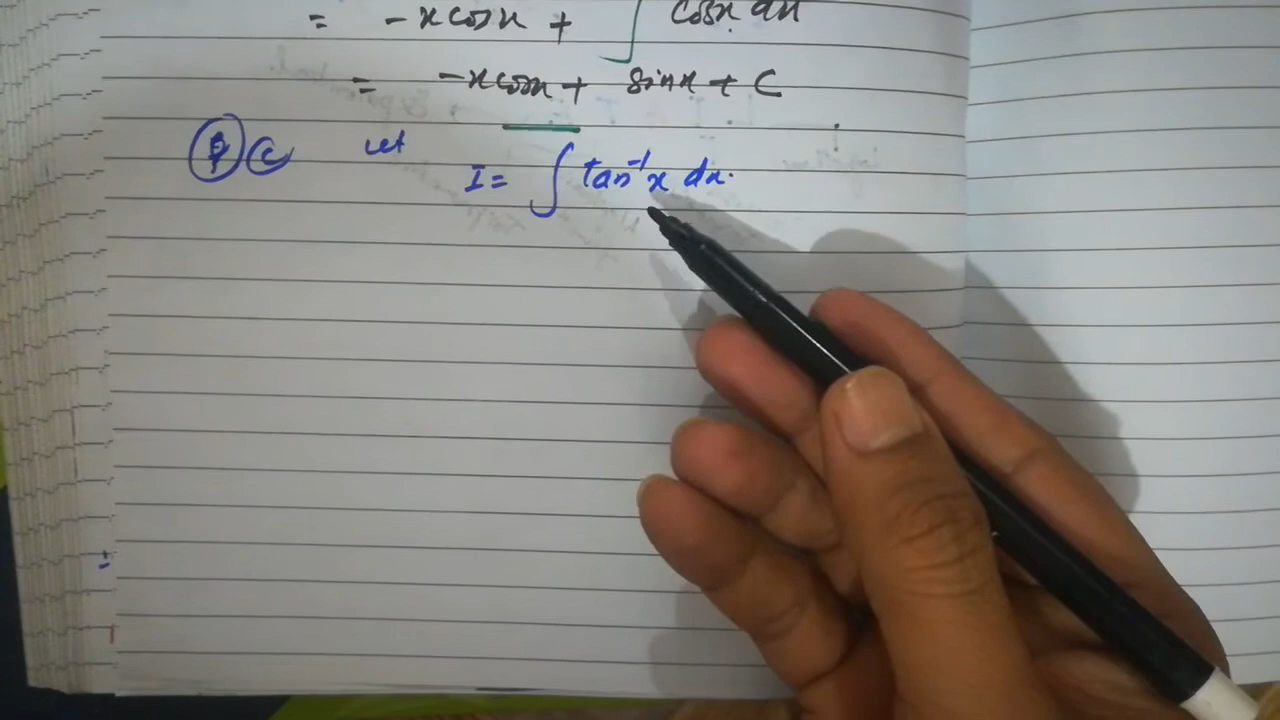 = - x cos x + ∫ cos x dx
= -x cos x + sin x + C
c let
I = ∫ tan⁻¹x dx.